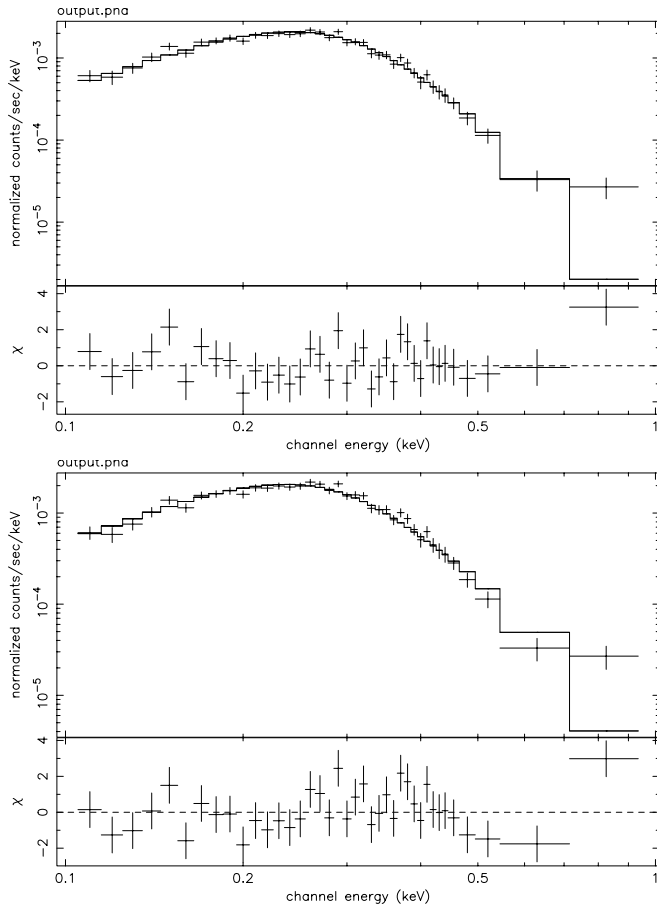 output.pha
10⁻³
10⁻⁴
10⁻⁵
normalized counts/sec/keV
4
2
0
−2
χ
0.1 0.2 0.5 1
channel energy (keV)
output.pha
10⁻³
10⁻⁴
10⁻⁵
normalized counts/sec/keV
4
2
0
−2
χ
0.1 0.2 0.5 1
channel energy (keV)